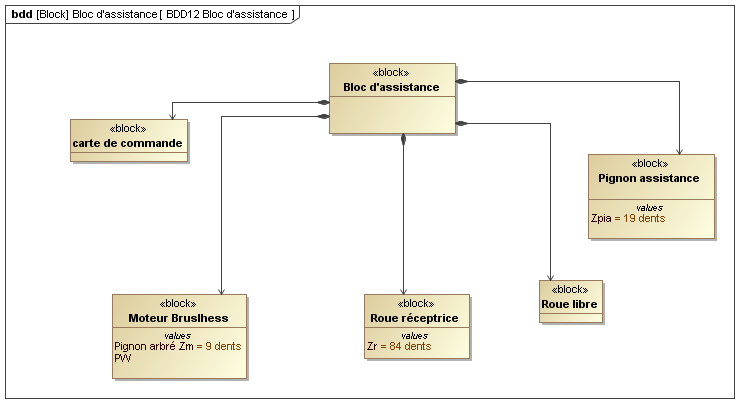 bdd [Block] Bloc d'assistance [ BDD12 Bloc d'assistance ]
«block»
Bloc d'assistance
«block»
carte de commande
«block»
Pignon assistance
values
Zpia = 19 dents
«block»
Moteur Bruslhess
values
Pignon arbré Zm = 9 dents
PW
«block»
Roue réceptrice
values
Zr = 84 dents
«block»
Roue libre